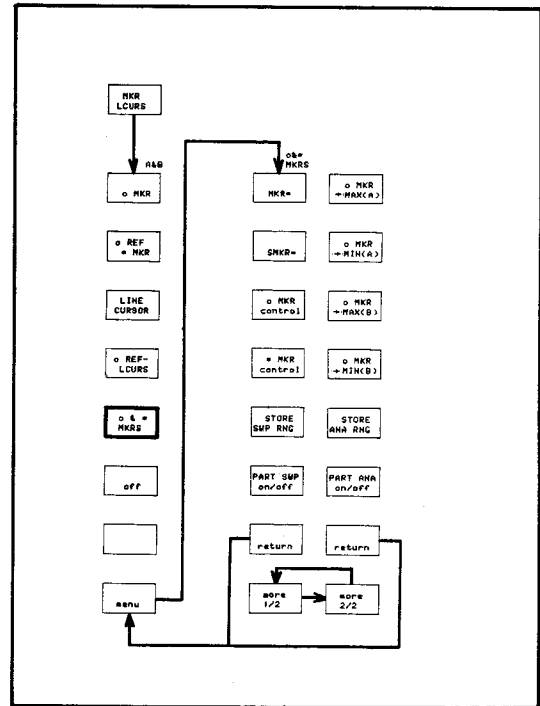 MKR
LCURS
A&B
o MKR
o REF
* MKR
LINE
CURSOR
o REF-
LCURS
o & *
MKRS
off
menu
o&*
MKRS
MKR=
SMKR=
o MKR
control
* MKR
control
STORE
SWP RNG
PART SWP
on/off
return
more
1/2
o MKR
→MAX(A)
o MKR
→MIN(A)
o MKR
→MAX(B)
o MKR
→MIN(B)
STORE
ANA RNG
PART ANA
on/off
return
more
2/2